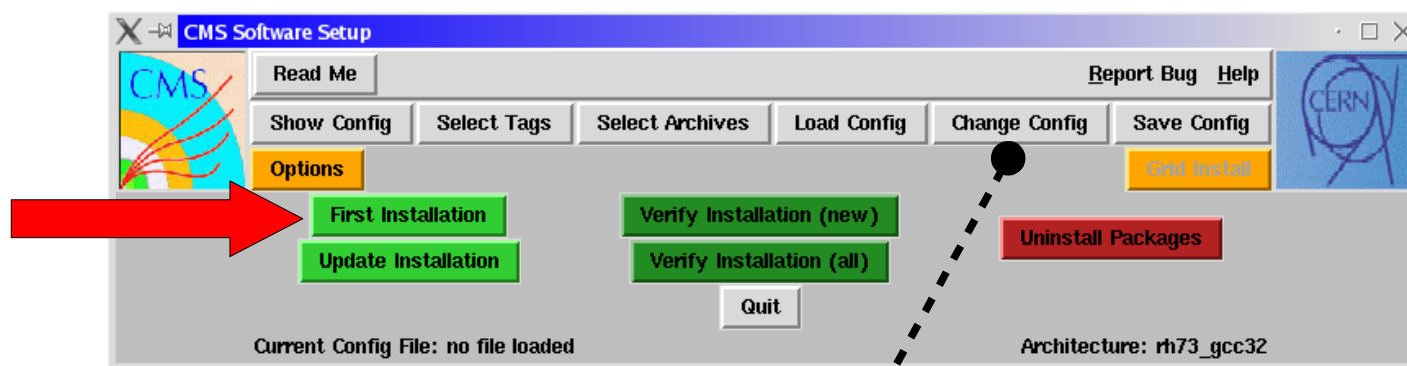 CMS Software Setup
CMS
Read Me
Report Bug Help
CERN
Show Config Select Tags Select Archives Load Config Change Config Save Config
Options
Grid Install
First Installation Verify Installation (new)
Uninstall Packages
Update Installation Verify Installation (all)
Quit
Current Config File: no file loaded Architecture: rh73_gcc32